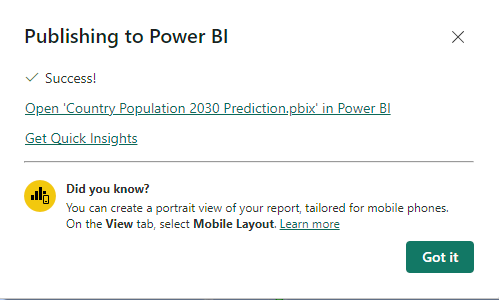 Publishing to Power BI
Success!
Open 'Country Population 2030 Prediction.pbix' in Power BI
Get Quick Insights
Did you know?
You can create a portrait view of your report, tailored for mobile phones.
On the View tab, select Mobile Layout. Learn more
Got it